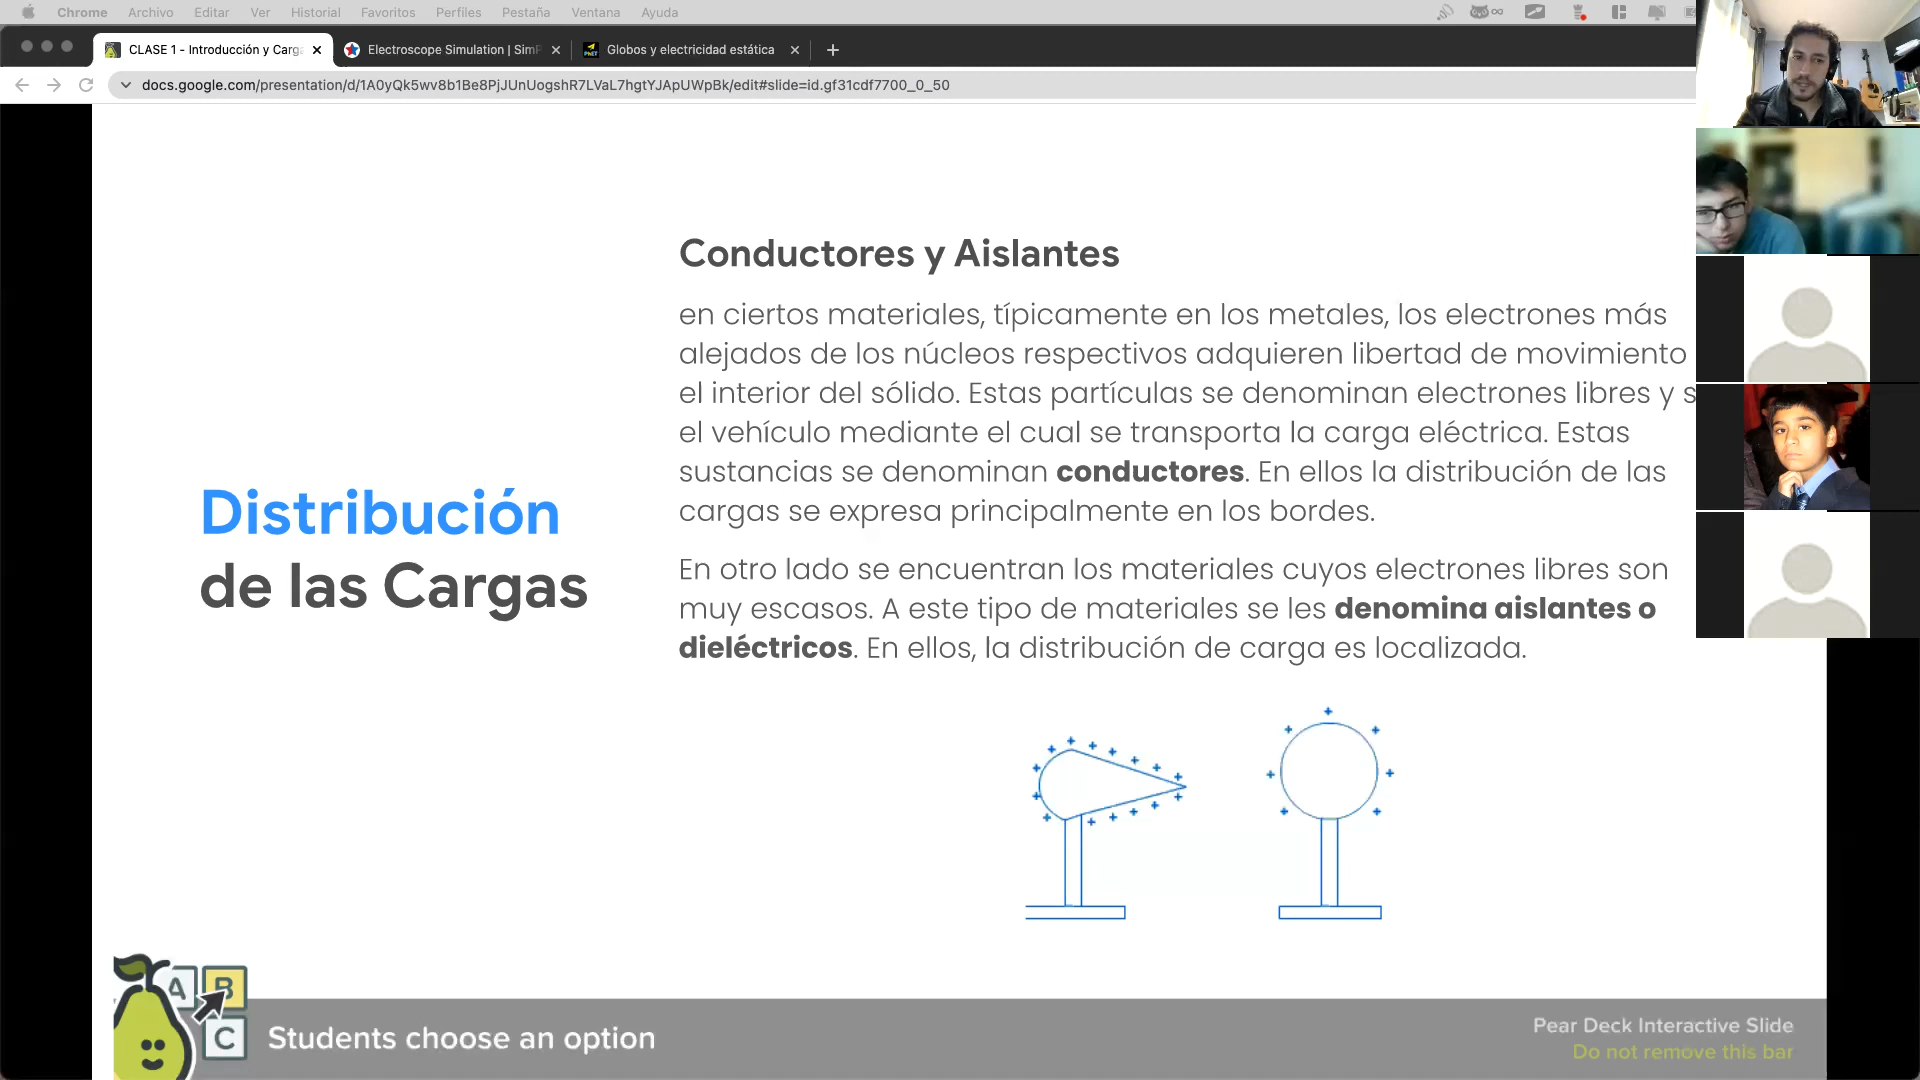 Chrome Archivo Editar Ver Historial Favoritos Perfiles Pestaña Ventana Ayuda
CLASE 1 - Introducción y Carga
Electroscope Simulation | SimP
Globos y electricidad estática
docs.google.com/presentation/d/1A0yQk5wv8b1Be8PjJUnUogshR7LVaL7hgtYJApUWpBk/edit#slide=id.gf31cdf7700_0_50
Distribución
de las Cargas
Conductores y Aislantes
en ciertos materiales, típicamente en los metales, los electrones más
alejados de los núcleos respectivos adquieren libertad de movimiento
el interior del sólido. Estas partículas se denominan electrones libres y s
el vehículo mediante el cual se transporta la carga eléctrica. Estas
sustancias se denominan conductores. En ellos la distribución de las
cargas se expresa principalmente en los bordes.
En otro lado se encuentran los materiales cuyos electrones libres son
muy escasos. A este tipo de materiales se les denomina aislantes o
dieléctricos. En ellos, la distribución de carga es localizada.
A B
C
Students choose an option
Pear Deck Interactive Slide
Do not remove this bar